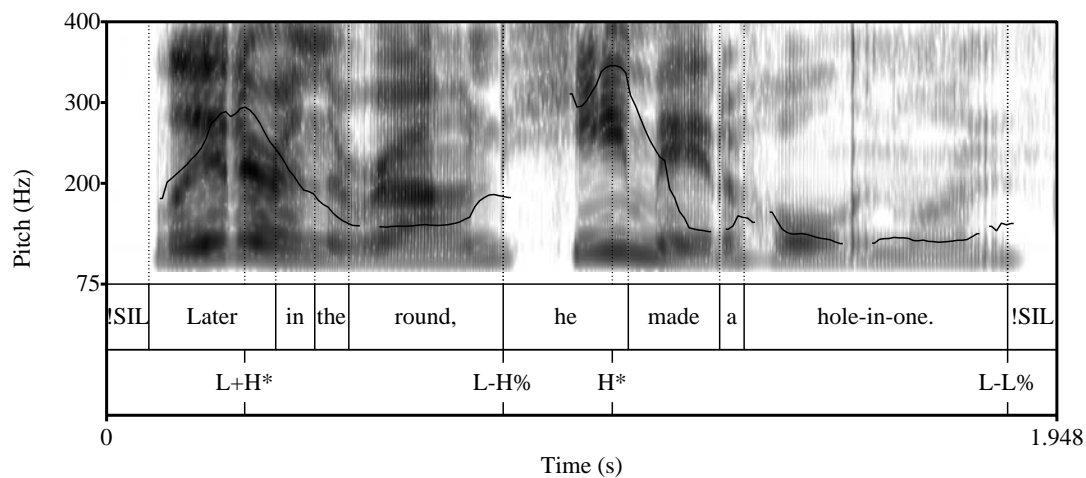 400
300
200
75
Pitch (Hz)
!SIL Later in the round, he made a hole-in-one. !SIL
L+H* L-H% H* L-L%
0 1.948
Time (s)